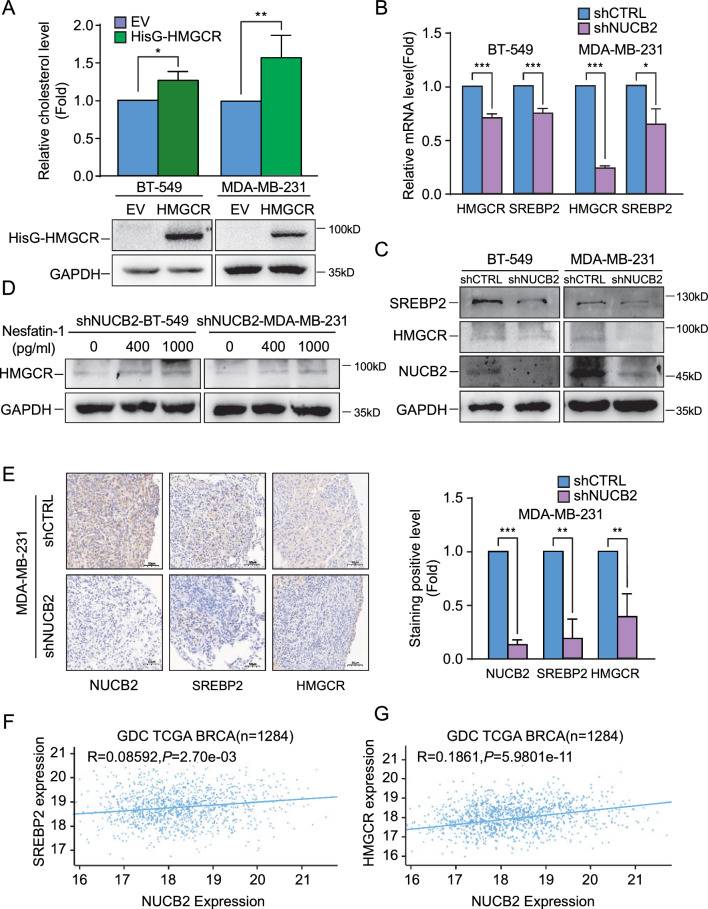 A
EV
HisG-HMGCR
Relative cholesterol level
(Fold)
2.0
1.5
1.0
0.5
0.0
*
**
BT-549
MDA-MB-231
EV HMGCR EV HMGCR
HisG-HMGCR
100kD
GAPDH
35kD
B
shCTRL
shNUCB2
BT-549 MDA-MB-231
Relative mRNA level(Fold)
1.5
1.0
0.5
0.0
*** *** *** *
HMGCR SREBP2 HMGCR SREBP2
C
BT-549 MDA-MB-231
shCTRL shNUCB2 shCTRL shNUCB2
SREBP2
130kD
HMGCR
100kD
NUCB2
45kD
GAPDH
35kD
D
Nesfatin-1
(pg/ml)
shNUCB2-BT-549 shNUCB2-MDA-MB-231
0 400 1000 0 400 1000
HMGCR
100kD
GAPDH
35kD
E
MDA-MB-231
shCTRL
shNUCB2
NUCB2 SREBP2 HMGCR
shCTRL
shNUCB2
MDA-MB-231
Staining positive level
(Fold)
1.5
1.0
0.5
0.0
*** ** **
NUCB2 SREBP2 HMGCR
F
GDC TCGA BRCA(n=1284)
R=0.08592,P=2.70e-03
SREBP2 expression
21
20
19
18
17
16 17 18 19 20 21
NUCB2 Expression
G
GDC TCGA BRCA(n=1284)
R=0.1861,P=5.9801e-11
HMGCR expression
21
20
19
18
17
16
16 17 18 19 20 21
NUCB2 Expression